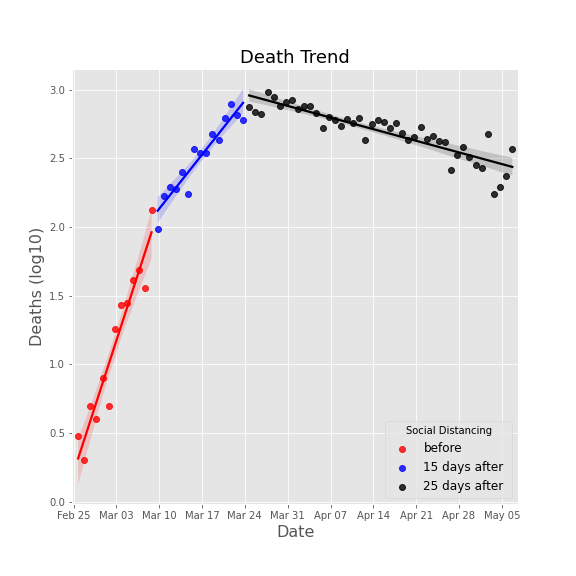 Death Trend
Deaths (log10)
3.0
2.5
2.0
1.5
1.0
0.5
0.0
Social Distancing
before
15 days after
25 days after
Feb 25 Mar 03 Mar 10 Mar 17 Mar 24 Mar 31 Apr 07 Apr 14 Apr 21 Apr 28 May 05
Date